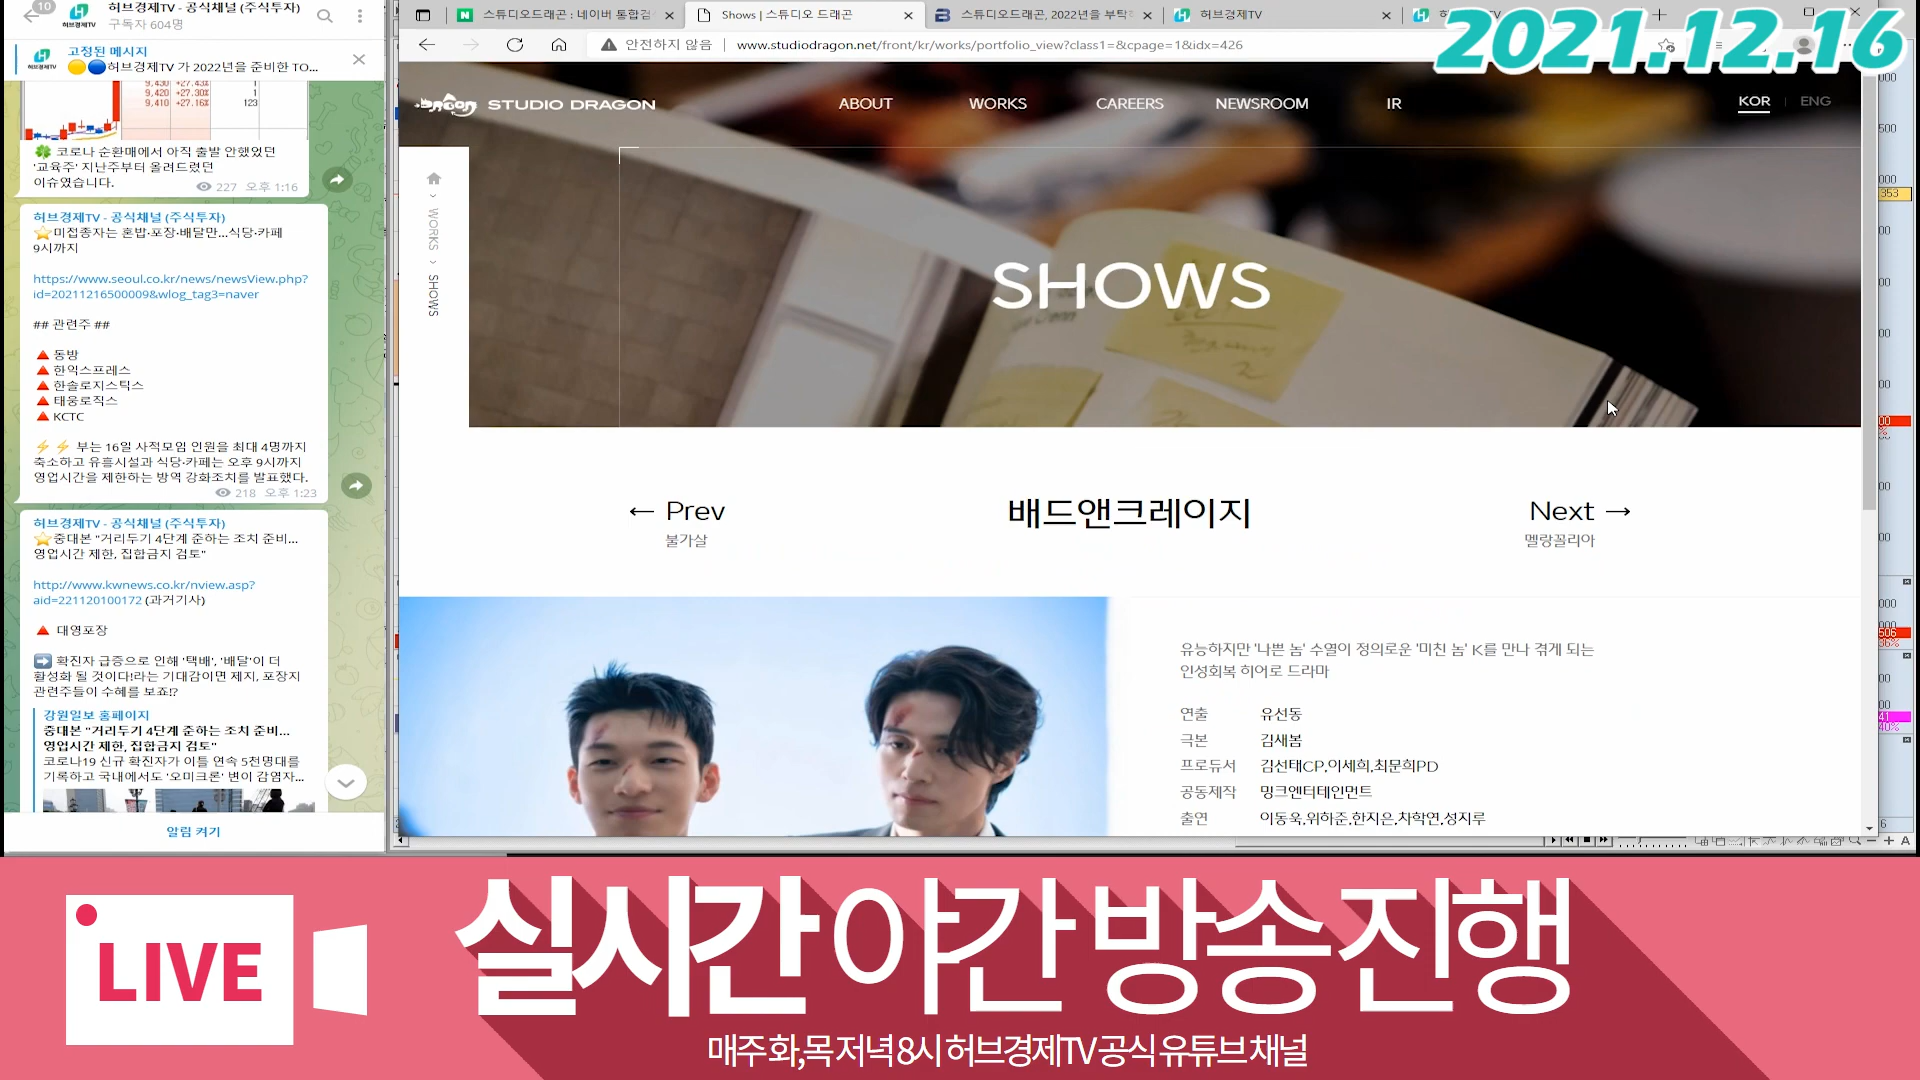 10
허브경제TV - 공식채널 (주식투자)
구독자 604명
고정된 메시지
허브경제TV 가 2022년을 준비한 TO...
9,430 +27.43% 1
9,420 +27.30% 1
9,410 +27.16% 123
코로나 순환매에서 아직 출발 안했었던
'교육주' 지난주부터 올려드렸던
이슈였습니다.
227 오후 1:16
허브경제TV - 공식채널 (주식투자)
미접종자는 혼밥·포장·배달만...식당·카페
9시까지
https://www.seoul.co.kr/news/newsView.php?
id=20211216500009&wlog_tag3=naver
## 관련주 ##
동방
한익스프레스
한솔로지스틱스
태웅로직스
KCTC
부는 16일 사적모임 인원을 최대 4명까지
축소하고 유흥시설과 식당·카페는 오후 9시까지
영업시간을 제한하는 방역 강화조치를 발표했다.
218 오후 1:23
허브경제TV - 공식채널 (주식투자)
중대본 "거리두기 4단계 준하는 조치 준비...
영업시간 제한, 집합금지 검토"
http://www.kwnews.co.kr/nview.asp?
aid=221120100172 (과거기사)
대영포장
확진자 급증으로 인해 '택배', '배달'이 더
활성화 될 것이다!라는 기대감이면 제지, 포장지
관련주들이 수혜를 보죠!?
강원일보 홈페이지
중대본 "거리두기 4단계 준하는 조치 준비...
영업시간 제한, 집합금지 검토"
코로나19 신규 확진자가 이틀 연속 5천명대를
기록하고 국내에서도 '오미크론' 변이 감염자...
알림 켜기
스튜디오드래곤 : 네이버 통합검
Shows | 스튜디오 드래곤
스튜디오드래곤, 2022년을 부탁
허브경제TV
2021.12.16
안전하지 않음
www.studiodragon.net/front/kr/works/portfolio_view?class1=&cpage=1&idx=426
STUDIO DRAGON
ABOUT
WORKS
CAREERS
NEWSROOM
IR
KOR
ENG
WORKS
SHOWS
SHOWS
← Prev
불가살
배드앤크레이지
Next →
멜랑꼴리아
유능하지만 '나쁜 놈' 수열이 정의로운 '미친 놈' K를 만나 겪게 되는
인성회복 히어로 드라마
연출 유선동
극본 김새봄
프로듀서 김선태CP,이세희,최문희PD
공동제작 밍크엔터테인먼트
출연 이동욱,위하준,한지은,차학연,성지루
LIVE
실시간 야간 방송 진행
매주 화,목 저녁 8시 허브경제TV 공식 유튜브 채널